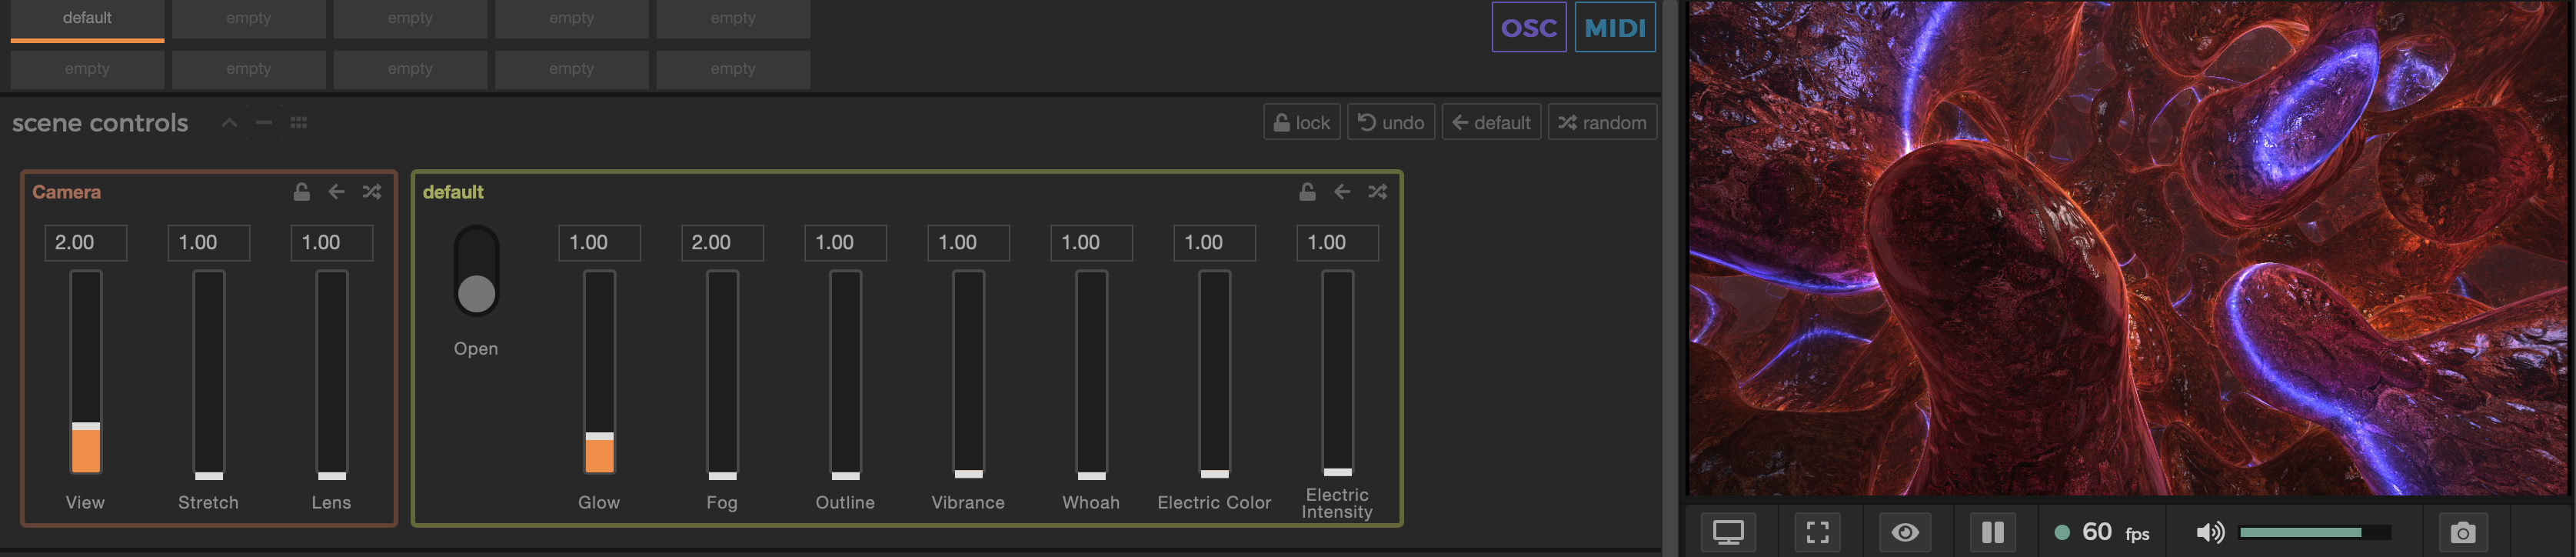 default empty empty empty empty OSC MIDI
empty empty empty empty empty
scene controls lock undo default random
Camera default
2.00 1.00 1.00 1.00 2.00 1.00 1.00 1.00 1.00 1.00
Open
View Stretch Lens Glow Fog Outline Vibrance Whoah Electric Color Electric
Intensity
60 fps